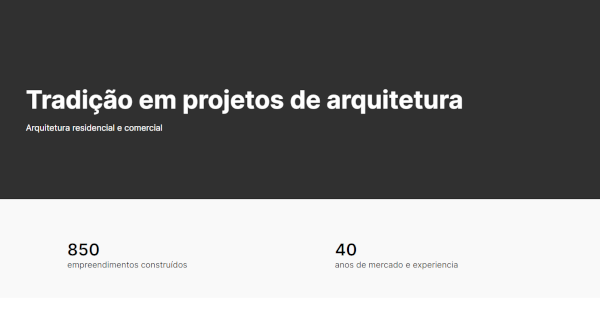 Tradição em projetos de arquitetura
Arquitetura residencial e comercial
850
empreendimentos construídos
40
anos de mercado e experiencia